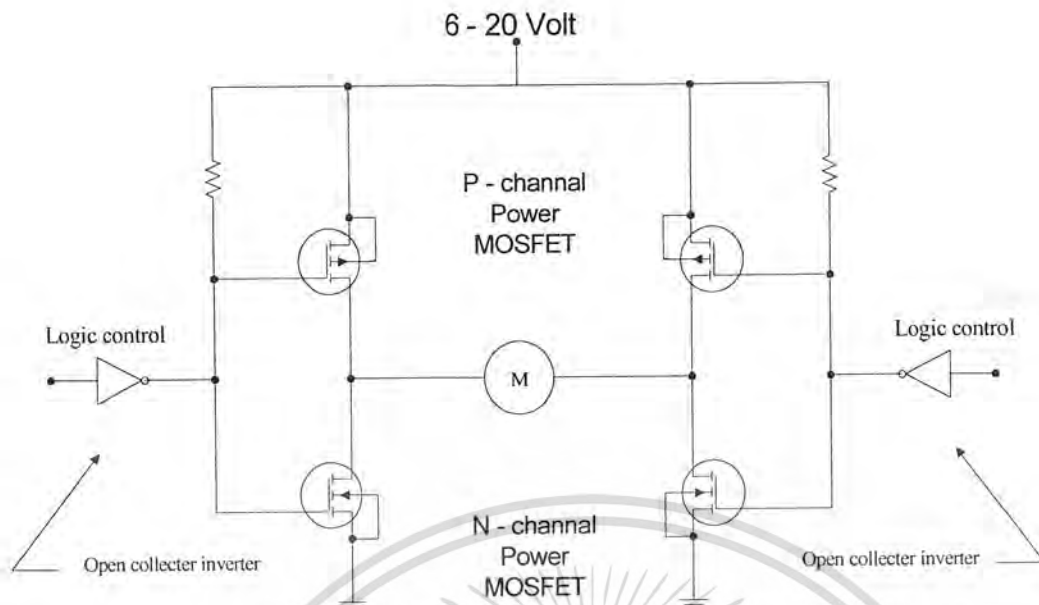 6 - 20 Volt
P - channal
Power
MOSFET
Logic control
Logic control
M
N - channal
Power
MOSFET
Open collecter inverter
Open collecter inverter